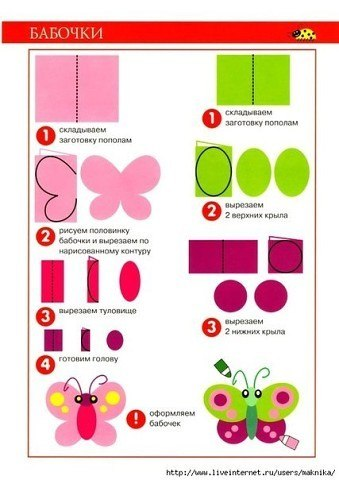 БАБОЧКИ
1 складываем
заготовку пополам
2 рисуем половинку
бабочки и вырезаем по
нарисованному контуру
3 вырезаем туловище
4 готовим голову
1 складываем
заготовку пополам
2 вырезаем
2 верхних крыла
3 вырезаем
2 нижних крыла
! оформляем
бабочек
http://www.liveinternet.ru/users/maknika/